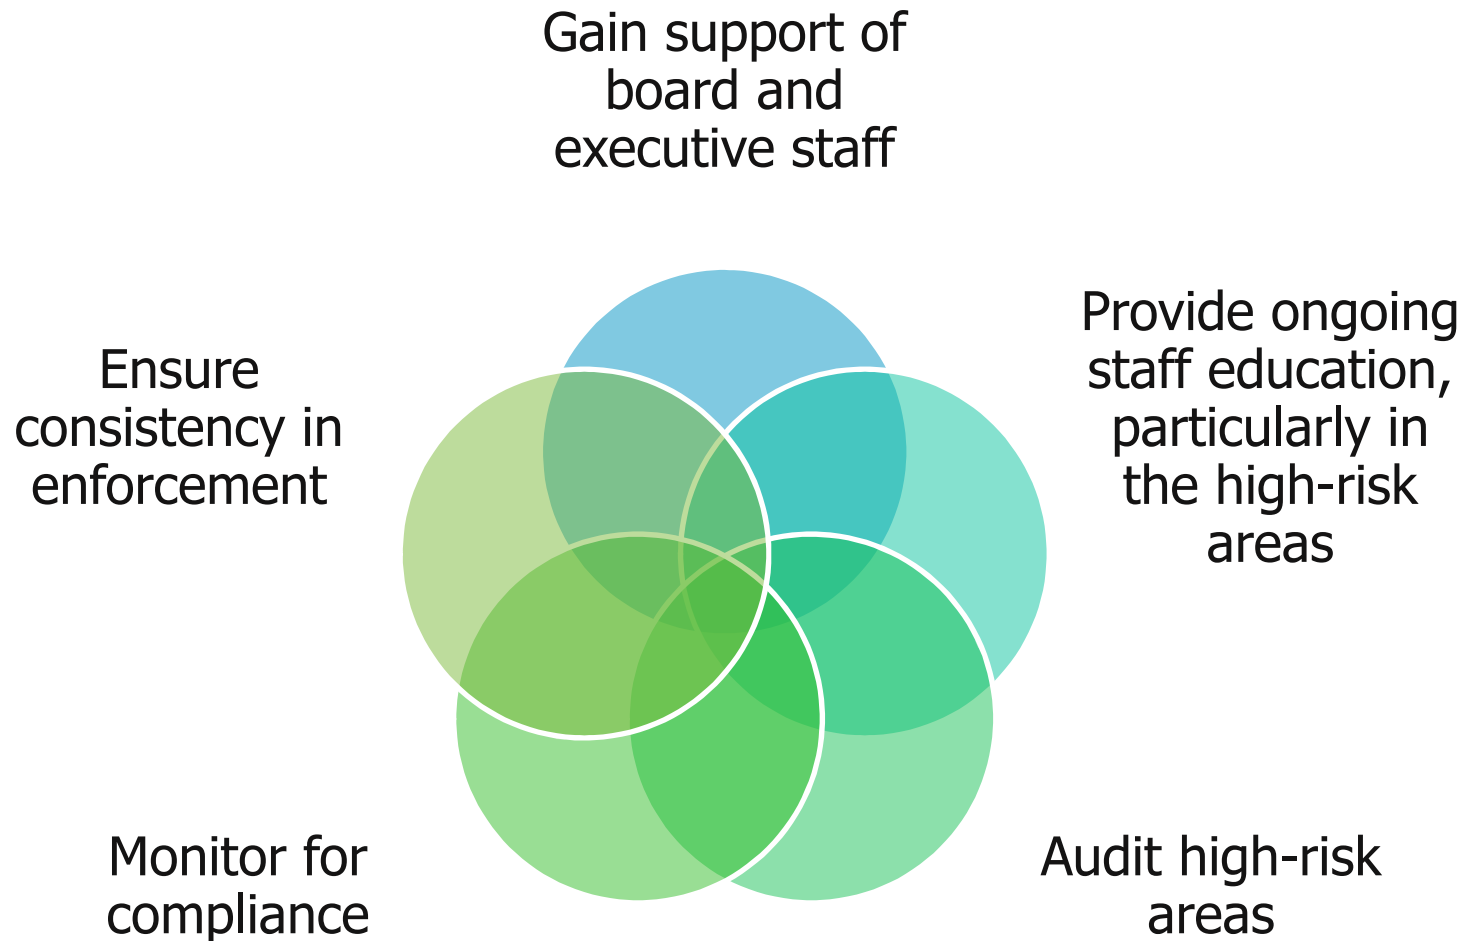 Gain support of
board and
executive staff
Provide ongoing
staff education,
particularly in
the high-risk
areas
Audit high-risk
areas
Monitor for
compliance
Ensure
consistency in
enforcement